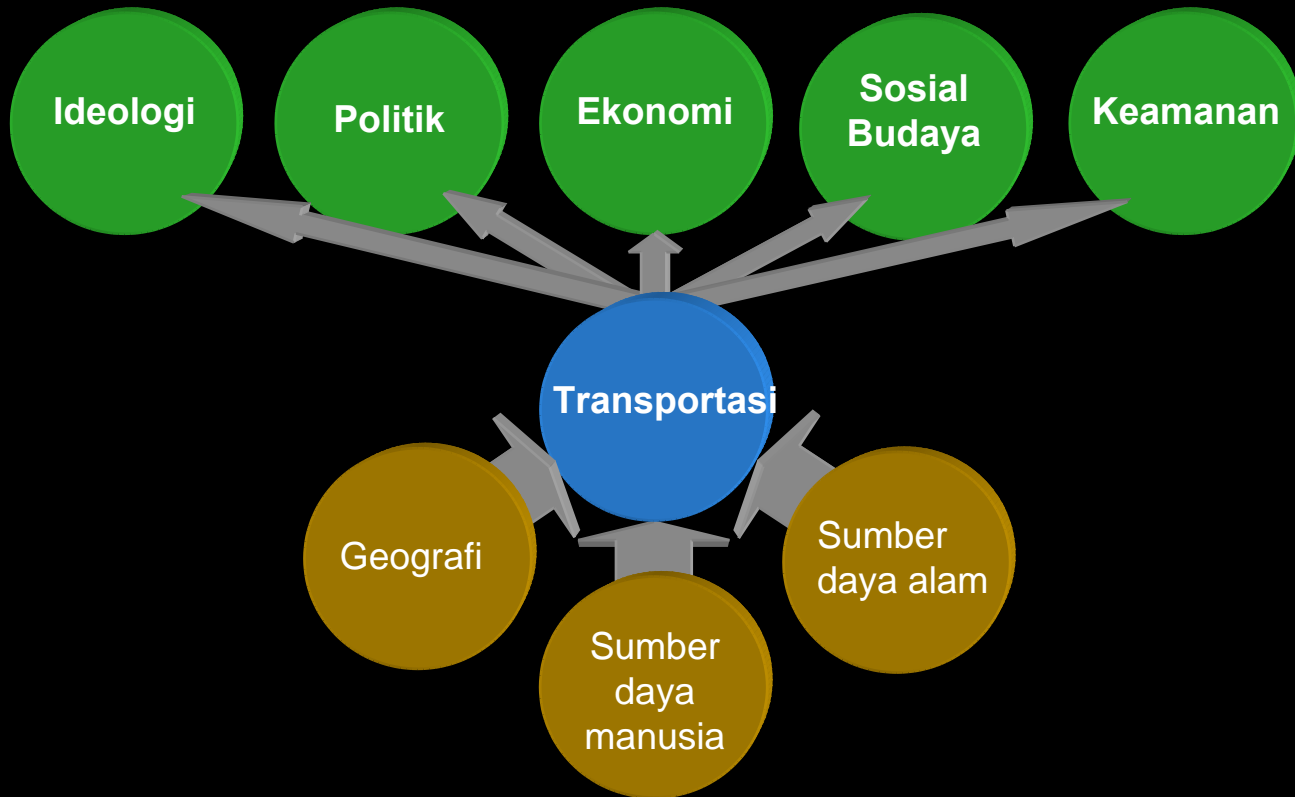 Ideologi
Politik
Ekonomi
Sosial
Budaya
Keamanan
Transportasi
Geografi
Sumber
daya
manusia
Sumber
daya alam